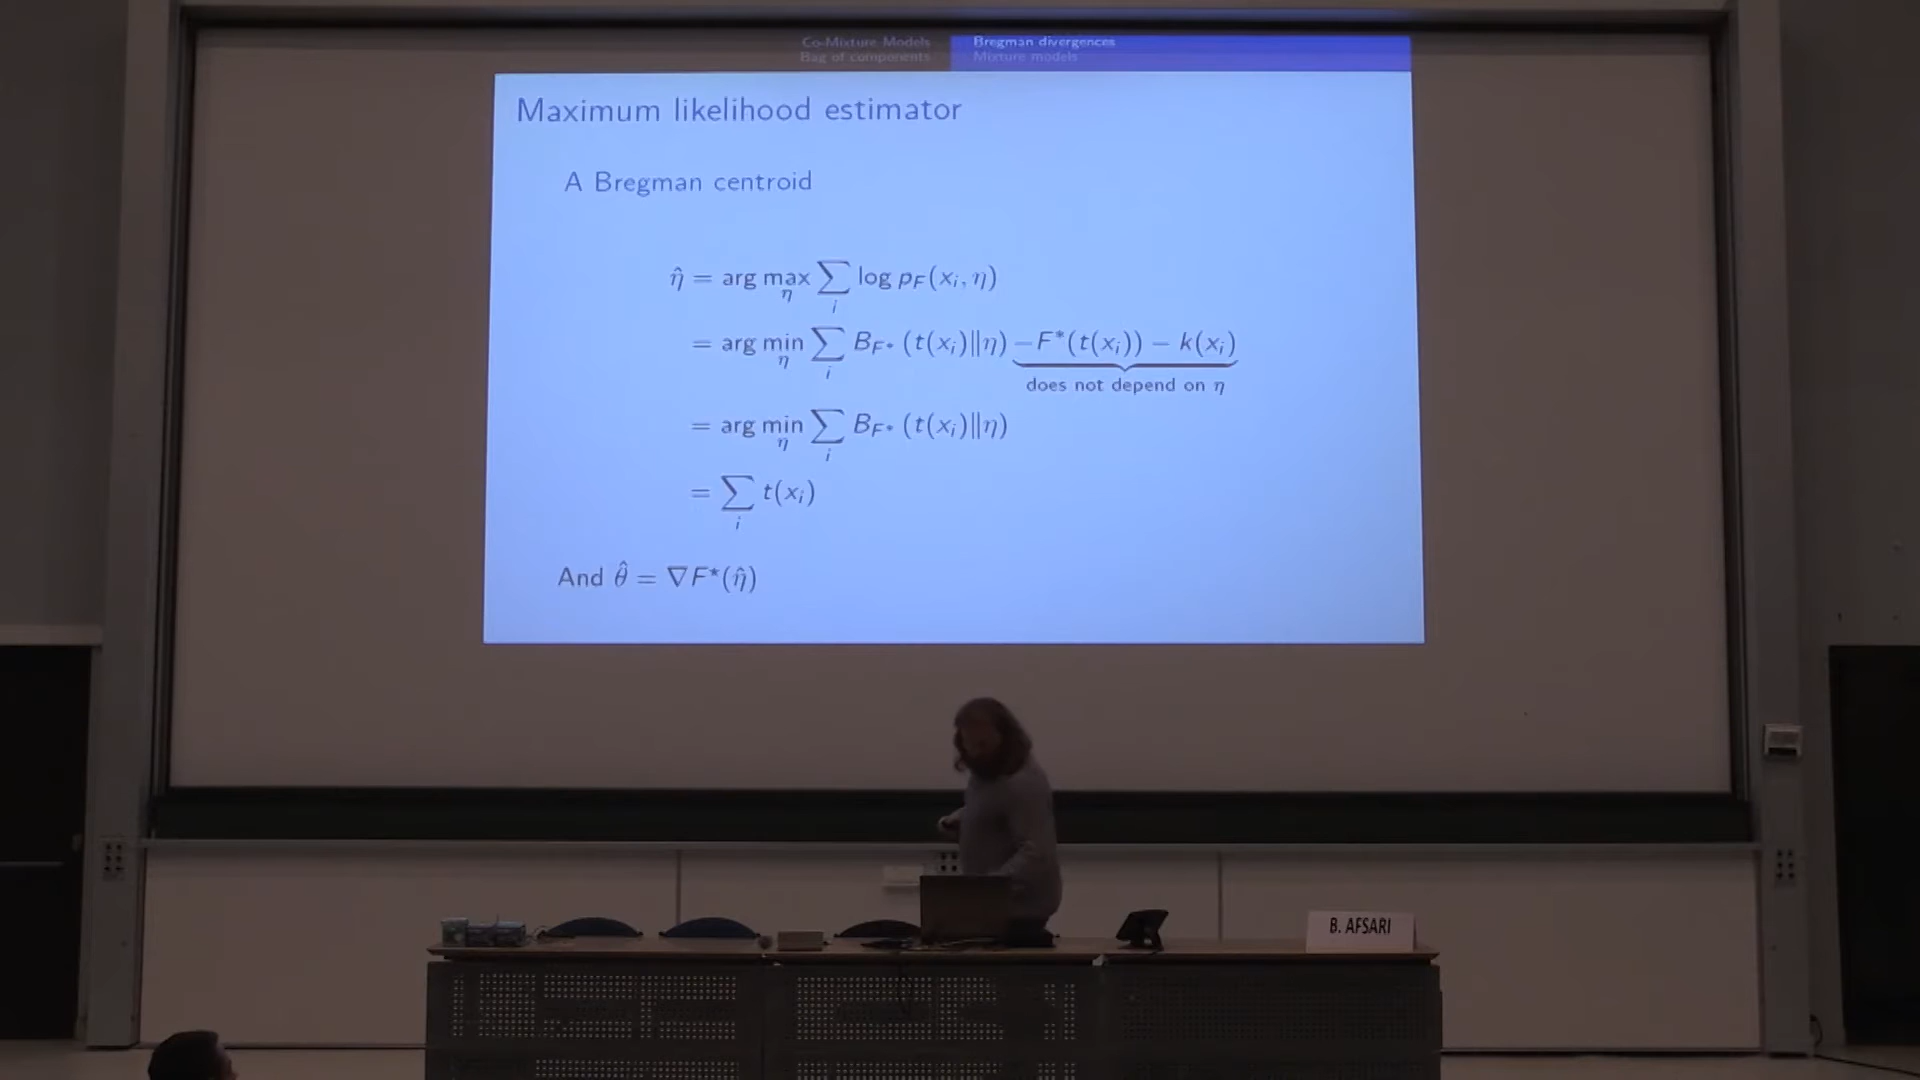 Co-Mixture Models
Bag of components
Bregman divergences
Mixture models
Maximum likelihood estimator
A Bregman centroid
η̂ = arg max_η ∑_i log p_F(x_i, η)
= arg min_η ∑_i B_F* (t(x_i)‖η) −F*(t(x_i)) − k(x_i)
does not depend on η
= arg min_η ∑_i B_F* (t(x_i)‖η)
= ∑_i t(x_i)
And θ̂ = ∇F*(η̂)
B. AFSARI